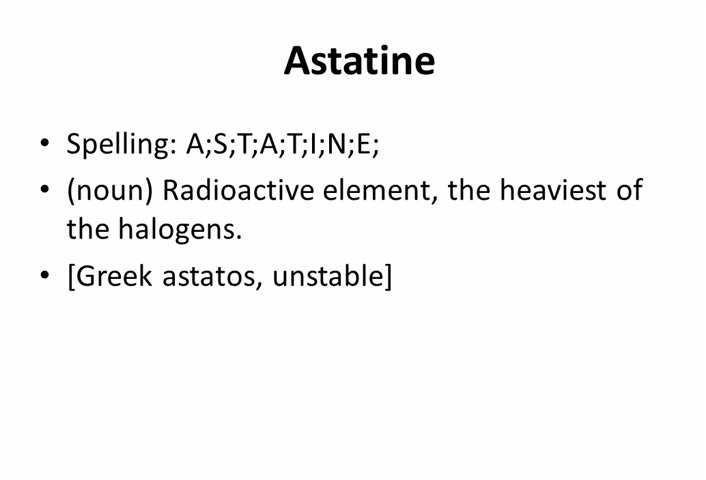 Astatine
• Spelling: A;S;T;A;T;I;N;E;
• (noun) Radioactive element, the heaviest of
the halogens.
• [Greek astatos, unstable]